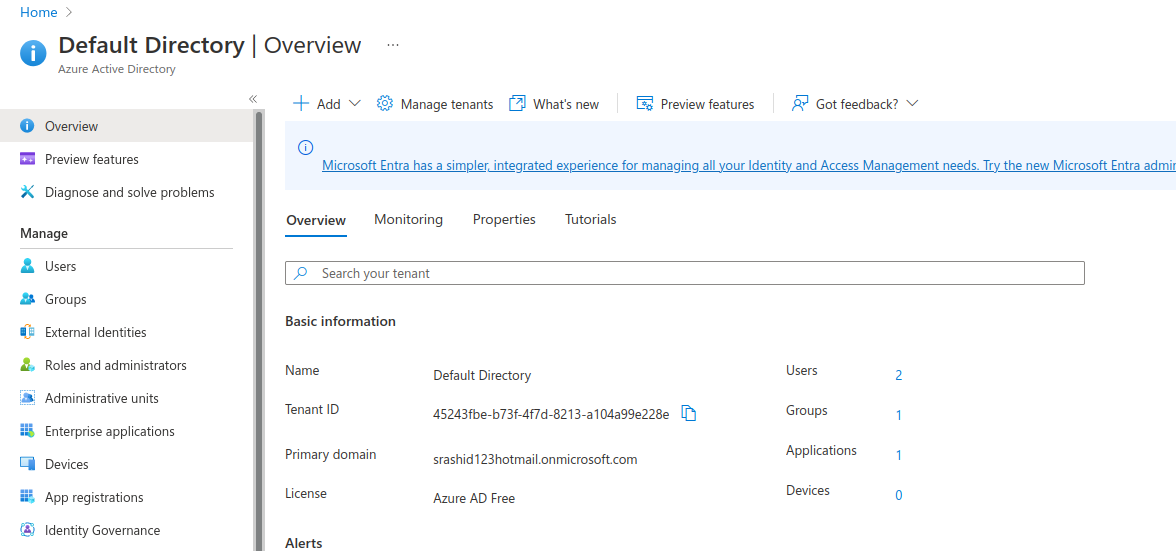 Home
Default Directory | Overview ...
Azure Active Directory
Add Manage tenants What's new Preview features Got feedback?
Overview
Preview features
Diagnose and solve problems
Manage
Users
Groups
External Identities
Roles and administrators
Administrative units
Enterprise applications
Devices
App registrations
Identity Governance
Microsoft Entra has a simpler, integrated experience for managing all your Identity and Access Management needs. Try the new Microsoft Entra admi
Overview Monitoring Properties Tutorials
Search your tenant
Basic information
Name Default Directory Users 2
Tenant ID 45243fbe-b73f-4f7d-8213-a104a99e228e Groups 1
Primary domain srashid123hotmail.onmicrosoft.com Applications 1
License Azure AD Free Devices 0
Alerts